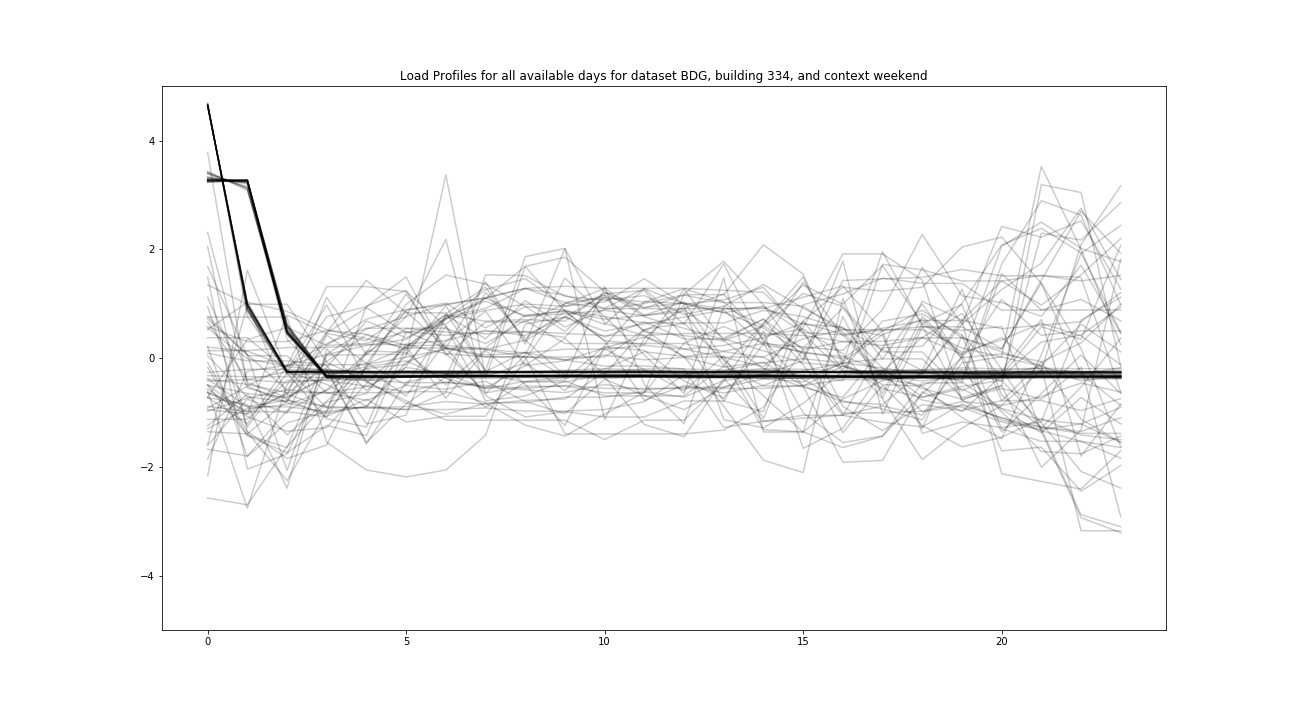 Load Profiles for all available days for dataset BDG, building 334, and context weekend
4
2
0
−2
−4
0 5 10 15 20